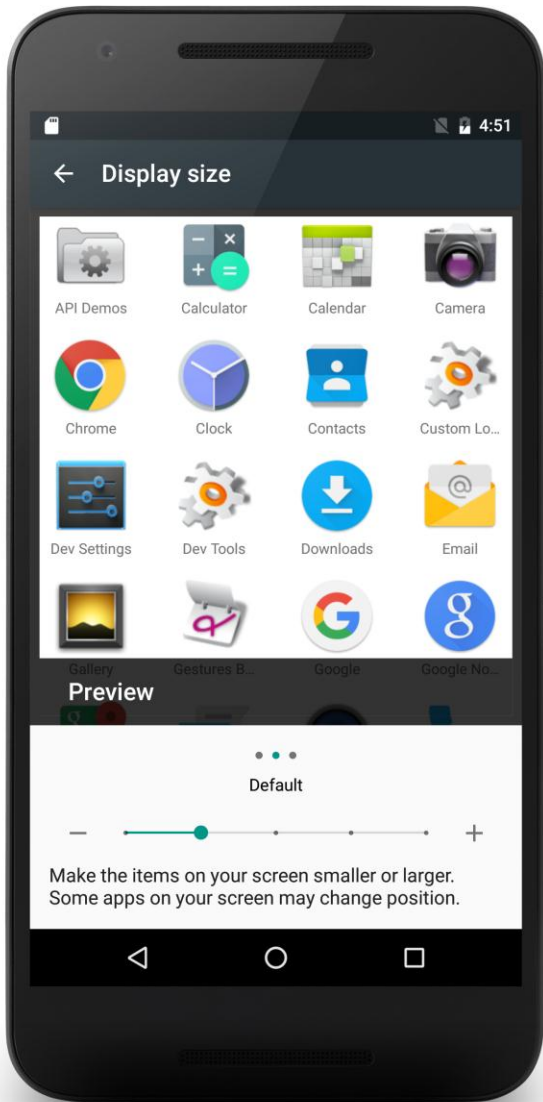 4:51
Display size
API Demos Calculator Calendar Camera
Chrome Clock Contacts Custom Lo...
Dev Settings Dev Tools Downloads Email
Gallery Gestures B... Google Google No...
Preview
Default
Make the items on your screen smaller or larger.
Some apps on your screen may change position.